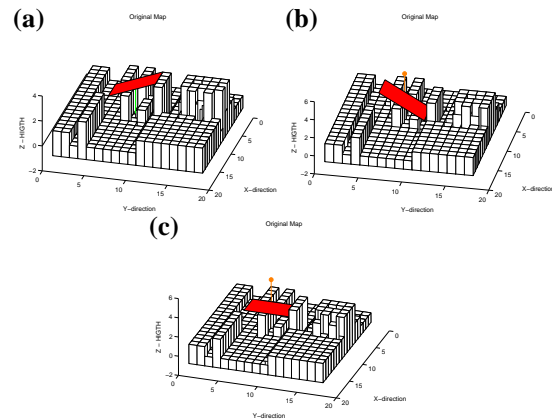 (a)
Original Map
4
2
0
−2
Z − HIGTH
0
5
10
15
20
Y−direction
0
5
10
15
20
X−direction
(b)
Original Map
6
4
2
0
−2
Z − HIGTH
0
5
10
15
20
Y−direction
0
5
10
15
20
X−direction
(c)
Original Map
6
4
2
0
−2
Z − HIGTH
0
5
10
15
20
Y−direction
0
5
10
15
20
X−direction